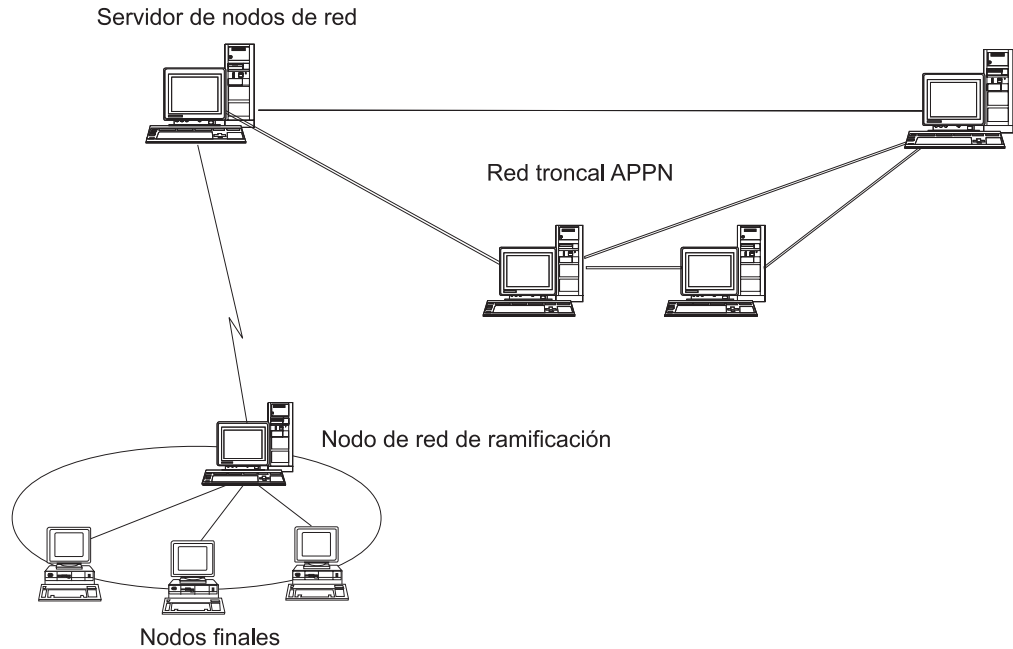 Servidor de nodos de red
Red troncal APPN
Nodo de red de ramificación
Nodos finales